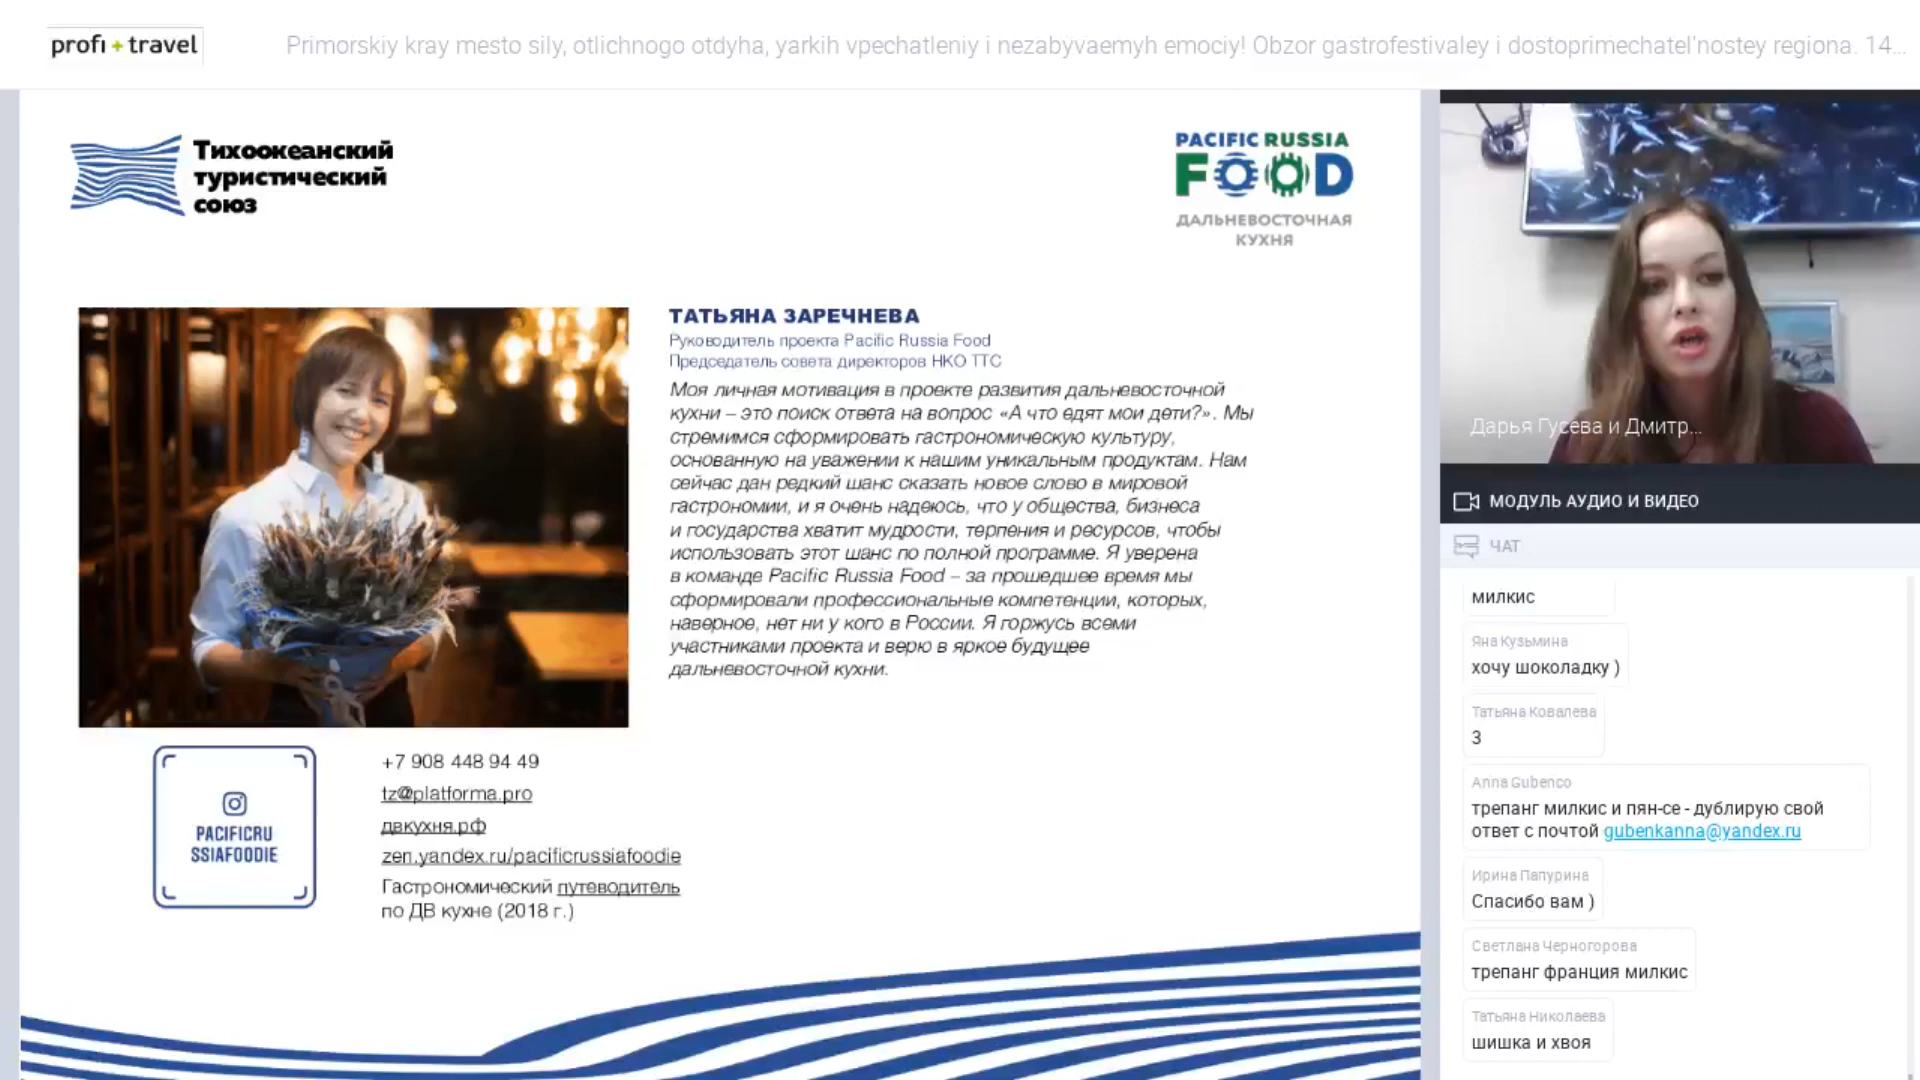 profi + travel
Primorskiy kray mesto sily, otlichnogo otdyha, yarkih vpechatleniy i nezabyvaemyh emociy! Obzor gastrofestivaley i dostoprimechatel'nostey regiona. 14...
Тихоокеанский
туристический
союз
PACIFIC RUSSIA
FOOD
ДАЛЬНЕВОСТОЧНАЯ
КУХНЯ
ТАТЬЯНА ЗАРЕЧНЕВА
Руководитель проекта Pacific Russia Food
Председатель совета директоров НКО ТТС
Моя личная мотивация в проекте развития дальневосточной
кухни – это поиск ответа на вопрос «А что едят мои дети?». Мы
стремимся сформировать гастрономическую культуру,
основанную на уважении к нашим уникальным продуктам. Нам
сейчас дан редкий шанс сказать новое слово в мировой
гастрономии, и я очень надеюсь, что у общества, бизнеса
и государства хватит мудрости, терпения и ресурсов, чтобы
использовать этот шанс по полной программе. Я уверена
в команде Pacific Russia Food – за прошедшее время мы
сформировали профессиональные компетенции, которых,
наверное, нет ни у кого в России. Я горжусь всеми
участниками проекта и верю в яркое будущее
дальневосточной кухни.
PACIFICRU
SSIAFOODIE
+7 908 448 94 49
tz@platforma.pro
двкухня.рф
zen.yandex.ru/pacificrussiafoodie
Гастрономический путеводитель
по ДВ кухне (2018 г.)
Дарья Гусева и Дмитр...
МОДУЛЬ АУДИО И ВИДЕО
ЧАТ
милкис
Яна Кузьмина
хочу шоколадку )
Татьяна Ковалева
3
Anna Gubenco
трепанг милкис и пян-се - дублирую свой
ответ с почтой gubenkanna@yandex.ru
Ирина Папурина
Спасибо вам )
Светлана Черногорова
трепанг франция милкис
Татьяна Николаева
шишка и хвоя